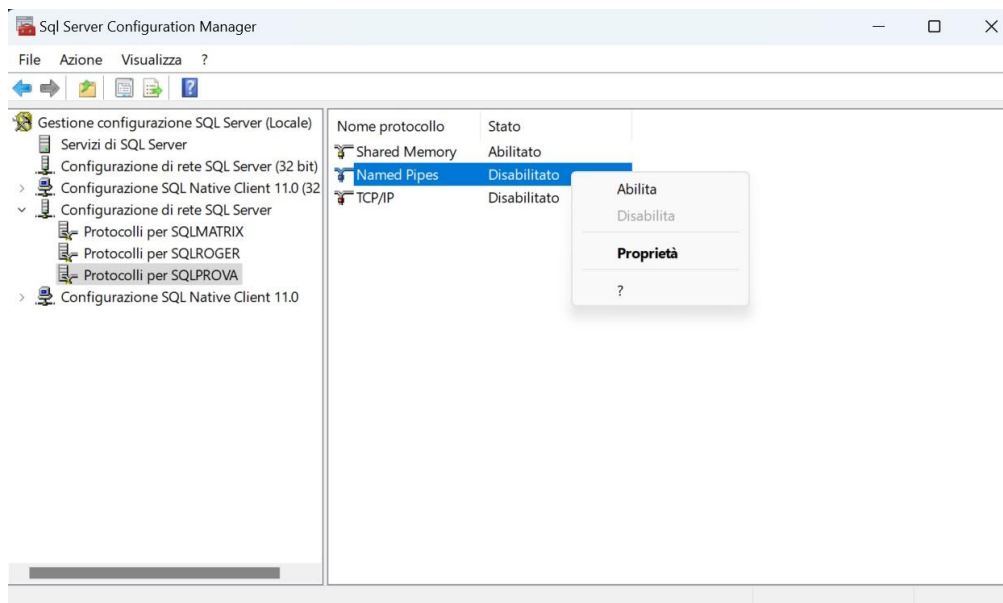 Sql Server Configuration Manager
File Azione Visualizza ?
Gestione configurazione SQL Server (Locale)
Servizi di SQL Server
Configurazione di rete SQL Server (32 bit)
Configurazione SQL Native Client 11.0 (32
Configurazione di rete SQL Server
Protocolli per SQLMATRIX
Protocolli per SQLROGER
Protocolli per SQLPROVA
Configurazione SQL Native Client 11.0
Nome protocollo Stato
Shared Memory Abilitato
Named Pipes Disabilitato
TCP/IP Disabilitato
Abilita
Disabilita
Proprietà
?